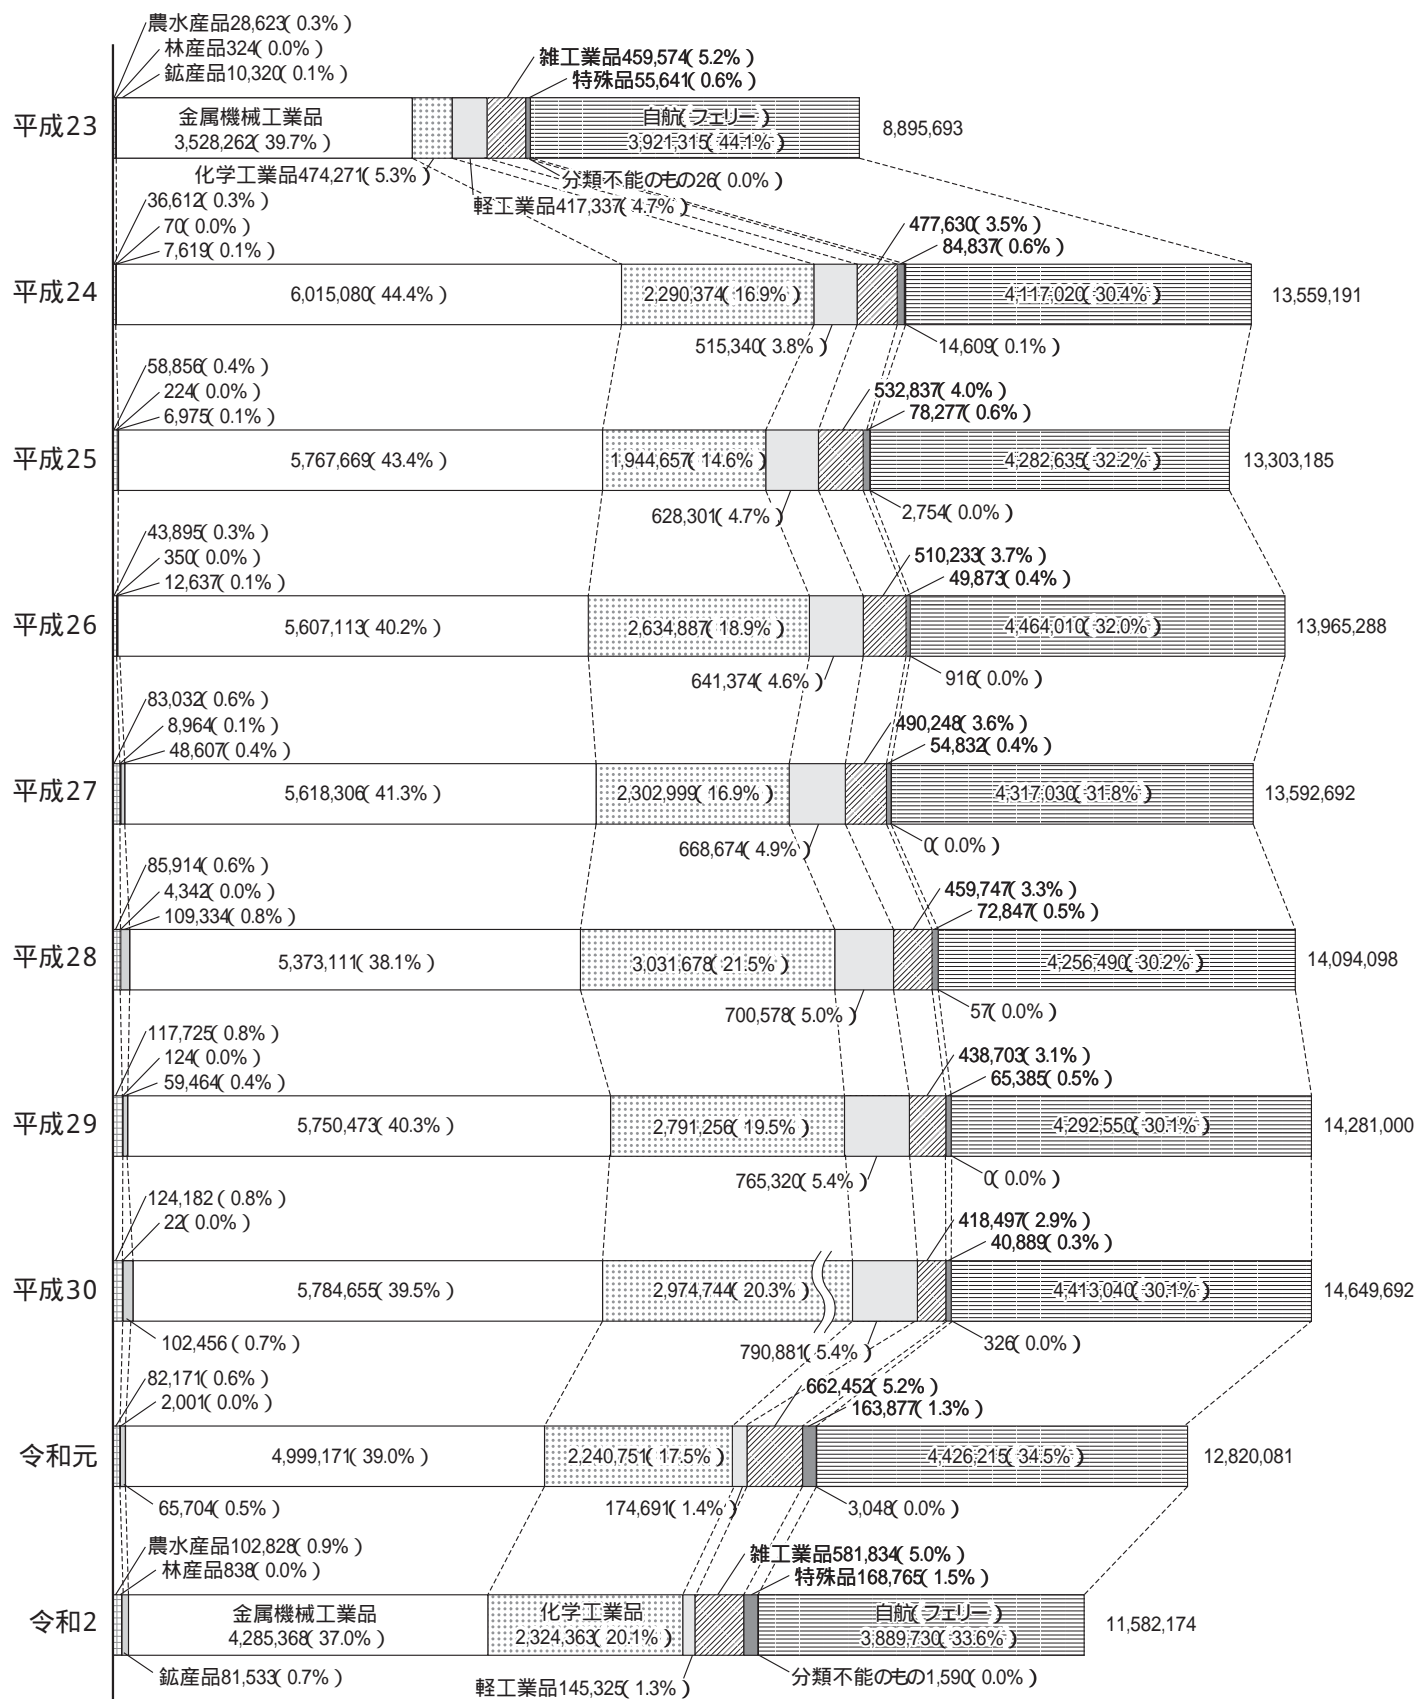 農水産品28,623( 0.3% )
林産品324( 0.0% )
鉱産品10,320( 0.1% )
雑工業品459,574( 5.2% )
特殊品55,641( 0.6% )
平成23
金属機械工業品
3,528,262( 39.7% )
自航(フェリー)
3,921,315( 44.1% )
8,895,693
化学工業品474,271( 5.3% )
軽工業品417,337( 4.7% )
分類不能のもの26( 0.0% )
36,612( 0.3% )
70( 0.0% )
7,619( 0.1% )
477,630( 3.5% )
84,837( 0.6% )
平成24
6,015,080( 44.4% )
2,290,374( 16.9% )
4,117,020( 30.4% )
13,559,191
515,340( 3.8% )
14,609( 0.1% )
58,856( 0.4% )
224( 0.0% )
6,975( 0.1% )
532,837( 4.0% )
78,277( 0.6% )
平成25
5,767,669( 43.4% )
1,944,657( 14.6% )
4,282,635( 32.2% )
13,303,185
628,301( 4.7% )
2,754( 0.0% )
43,895( 0.3% )
350( 0.0% )
12,637( 0.1% )
510,233( 3.7% )
49,873( 0.4% )
平成26
5,607,113( 40.2% )
2,634,887( 18.9% )
4,464,010( 32.0% )
13,965,288
641,374( 4.6% )
916( 0.0% )
83,032( 0.6% )
8,964( 0.1% )
48,607( 0.4% )
490,248( 3.6% )
54,832( 0.4% )
平成27
5,618,306( 41.3% )
2,302,999( 16.9% )
4,317,030( 31.8% )
13,592,692
668,674( 4.9% )
0( 0.0% )
85,914( 0.6% )
4,342( 0.0% )
109,334( 0.8% )
459,747( 3.3% )
72,847( 0.5% )
平成28
5,373,111( 38.1% )
3,031,678( 21.5% )
4,256,490( 30.2% )
14,094,098
700,578( 5.0% )
57( 0.0% )
117,725( 0.8% )
124( 0.0% )
59,464( 0.4% )
438,703( 3.1% )
65,385( 0.5% )
平成29
5,750,473( 40.3% )
2,791,256( 19.5% )
4,292,550( 30.1% )
14,281,000
765,320( 5.4% )
0( 0.0% )
124,182 ( 0.8% )
22( 0.0% )
418,497( 2.9% )
40,889( 0.3% )
平成30
5,784,655( 39.5% )
2,974,744( 20.3% )
4,413,040( 30.1% )
14,649,692
102,456 ( 0.7% )
790,881( 5.4% )
326( 0.0% )
82,171( 0.6% )
2,001( 0.0% )
662,452( 5.2% )
163,877( 1.3% )
令和元
4,999,171( 39.0% )
2,240,751( 17.5% )
4,426,215( 34.5% )
12,820,081
65,704( 0.5% )
174,691( 1.4% )
3,048( 0.0% )
農水産品102,828( 0.9% )
林産品838( 0.0% )
雑工業品581,834( 5.0% )
特殊品168,765( 1.5% )
令和2
金属機械工業品
4,285,368( 37.0% )
化学工業品
2,324,363( 20.1% )
自航(フェリー)
3,889,730( 33.6% )
11,582,174
鉱産品81,533( 0.7% )
軽工業品145,325( 1.3% )
分類不能のもの1,590( 0.0% )